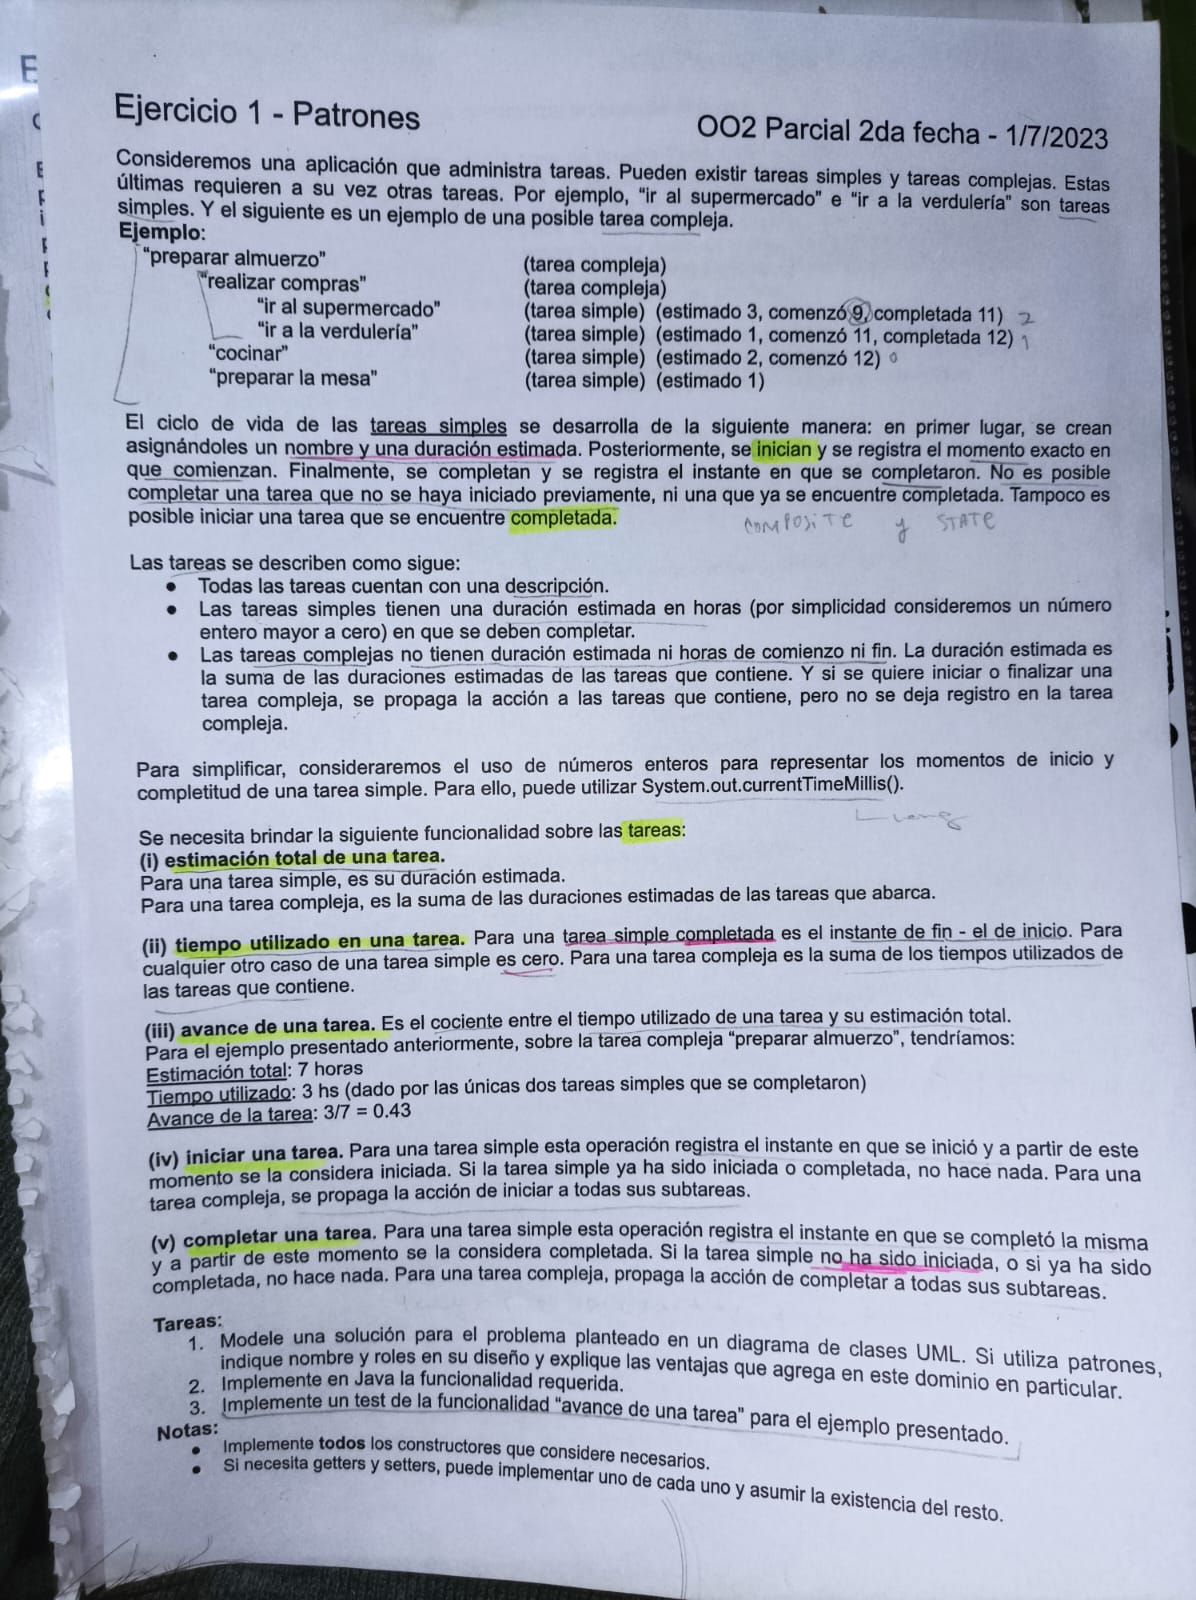 Ejercicio 1 - Patrones
OO2 Parcial 2da fecha - 1/7/2023
Consideremos una aplicación que administra tareas. Pueden existir tareas simples y tareas complejas. Estas
últimas requieren a su vez otras tareas. Por ejemplo, “ir al supermercado” e “ir a la verdulería” son tareas
simples. Y el siguiente es un ejemplo de una posible tarea compleja.
Ejemplo:
“preparar almuerzo” (tarea compleja)
“realizar compras” (tarea compleja)
“ir al supermercado” (tarea simple) (estimado 3, comenzó 9, completada 11) 2
“ir a la verdulería” (tarea simple) (estimado 1, comenzó 11, completada 12) 1
“cocinar” (tarea simple) (estimado 2, comenzó 12) 0
“preparar la mesa” (tarea simple) (estimado 1)
El ciclo de vida de las tareas simples se desarrolla de la siguiente manera: en primer lugar, se crean
asignándoles un nombre y una duración estimada. Posteriormente, se inician y se registra el momento exacto en
que comienzan. Finalmente, se completan y se registra el instante en que se completaron. No es posible
completar una tarea que no se haya iniciado previamente, ni una que ya se encuentre completada. Tampoco es
posible iniciar una tarea que se encuentre completada.
COMPOSITE y STATE
Las tareas se describen como sigue:
● Todas las tareas cuentan con una descripción.
● Las tareas simples tienen una duración estimada en horas (por simplicidad consideremos un número
entero mayor a cero) en que se deben completar.
● Las tareas complejas no tienen duración estimada ni horas de comienzo ni fin. La duración estimada es
la suma de las duraciones estimadas de las tareas que contiene. Y si se quiere iniciar o finalizar una
tarea compleja, se propaga la acción a las tareas que contiene, pero no se deja registro en la tarea
compleja.
Para simplificar, consideraremos el uso de números enteros para representar los momentos de inicio y
completitud de una tarea simple. Para ello, puede utilizar System.out.currentTimeMillis().
Se necesita brindar la siguiente funcionalidad sobre las tareas:
(i) estimación total de una tarea.
Para una tarea simple, es su duración estimada.
Para una tarea compleja, es la suma de las duraciones estimadas de las tareas que abarca.
(ii) tiempo utilizado en una tarea. Para una tarea simple completada es el instante de fin - el de inicio. Para
cualquier otro caso de una tarea simple es cero. Para una tarea compleja es la suma de los tiempos utilizados de
las tareas que contiene.
(iii) avance de una tarea. Es el cociente entre el tiempo utilizado de una tarea y su estimación total.
Para el ejemplo presentado anteriormente, sobre la tarea compleja “preparar almuerzo”, tendríamos:
Estimación total: 7 horas
Tiempo utilizado: 3 hs (dado por las únicas dos tareas simples que se completaron)
Avance de la tarea: 3/7 = 0.43
(iv) iniciar una tarea. Para una tarea simple esta operación registra el instante en que se inició y a partir de este
momento se la considera iniciada. Si la tarea simple ya ha sido iniciada o completada, no hace nada. Para una
tarea compleja, se propaga la acción de iniciar a todas sus subtareas.
(v) completar una tarea. Para una tarea simple esta operación registra el instante en que se completó la misma
y a partir de este momento se la considera completada. Si la tarea simple no ha sido iniciada, o si ya ha sido
completada, no hace nada. Para una tarea compleja, propaga la acción de completar a todas sus subtareas.
Tareas:
1. Modele una solución para el problema planteado en un diagrama de clases UML. Si utiliza patrones,
indique nombre y roles en su diseño y explique las ventajas que agrega en este dominio en particular.
2. Implemente en Java la funcionalidad requerida.
3. Implemente un test de la funcionalidad “avance de una tarea” para el ejemplo presentado.
Notas:
● Implemente todos los constructores que considere necesarios.
● Si necesita getters y setters, puede implementar uno de cada uno y asumir la existencia del resto.